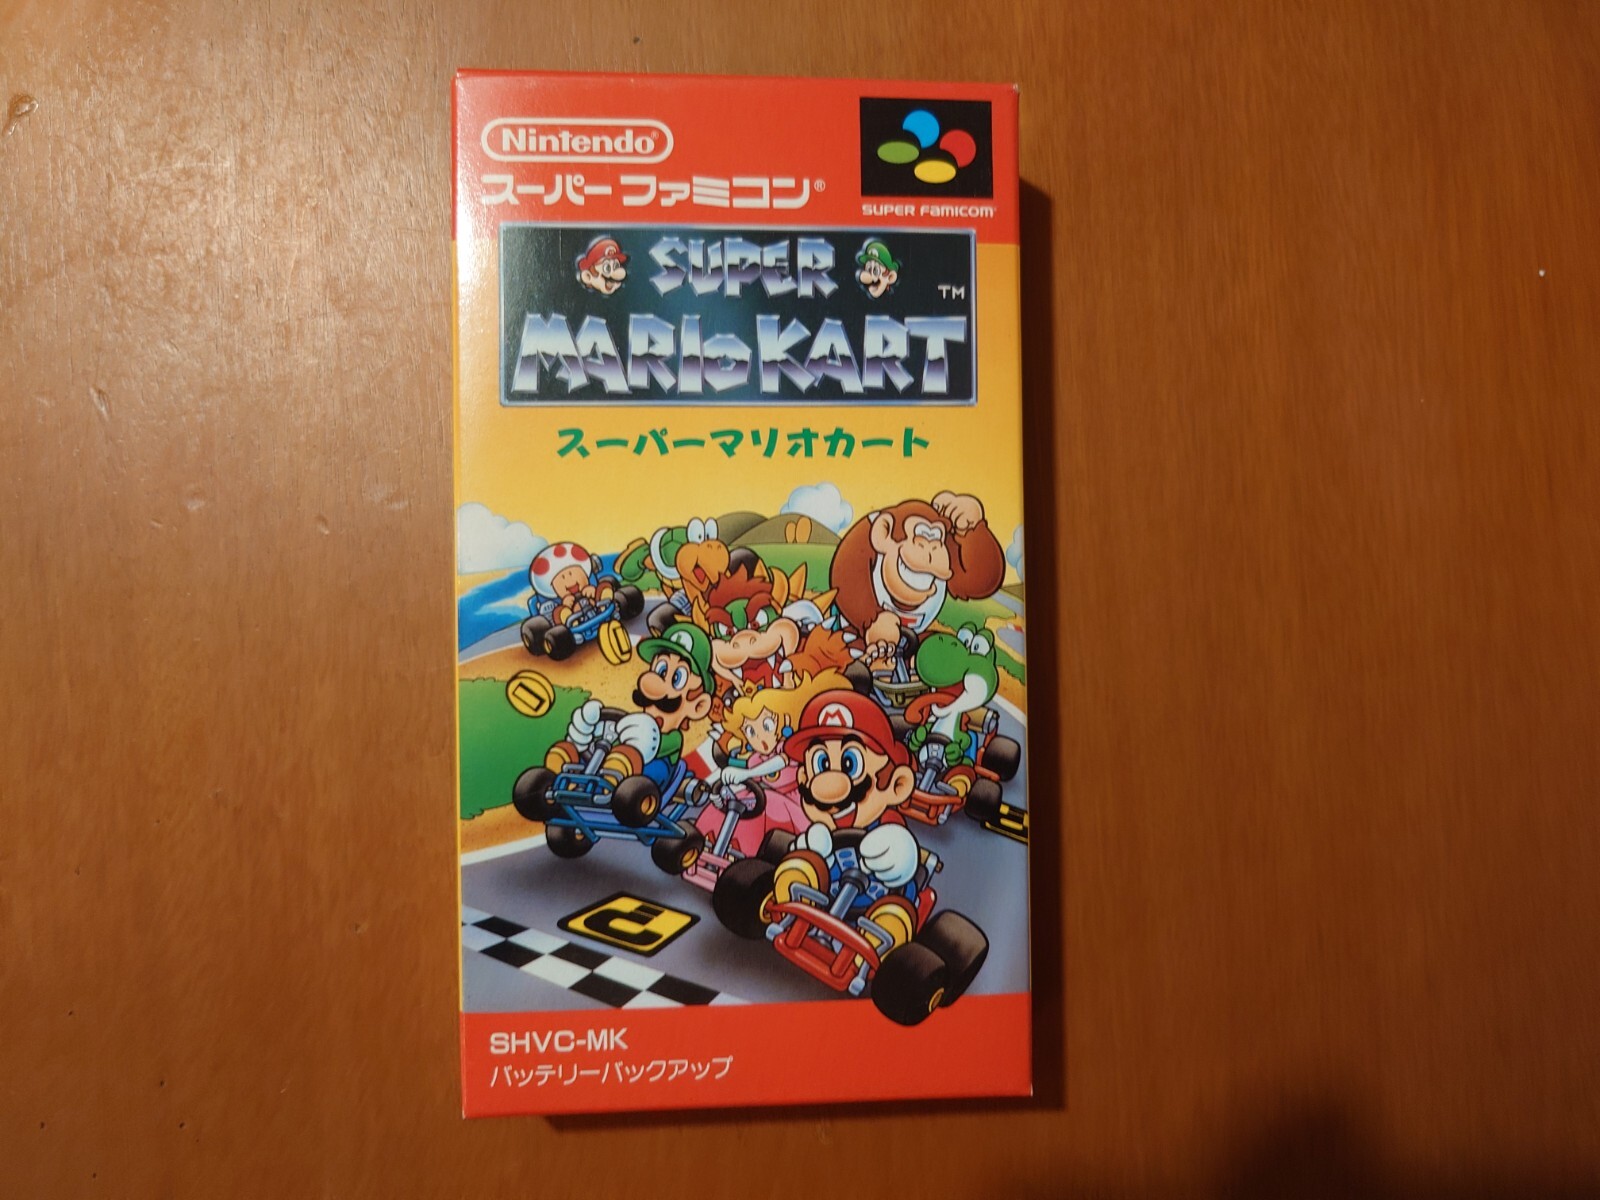 Nintendo®
スーパーファミコン®
SUPER FAMICOM
SUPER
MARIO KART
TM
スーパーマリオカート
SHVC-MK
バッテリーバックアップ